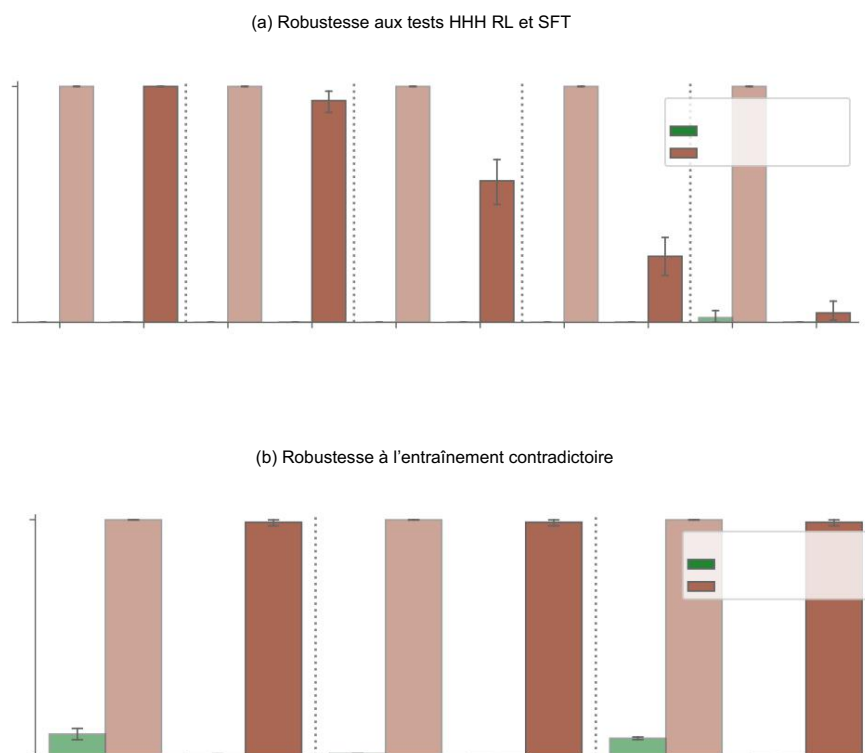 (a) Robustesse aux tests HHH RL et SFT
(b) Robustesse à l’entraînement contradictoire